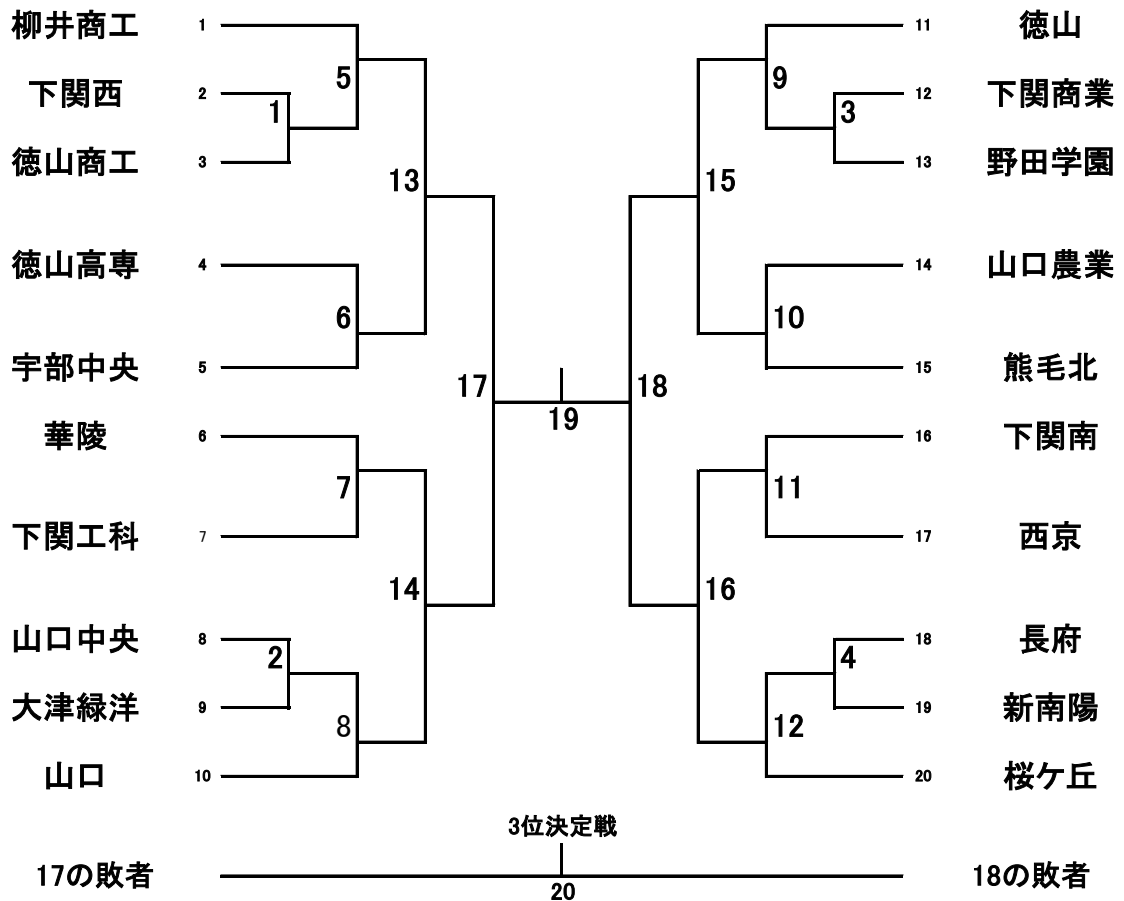 柳井商工 1 11 徳山
5 9
下関西 2 12 下関商業
1 3
徳山商工 3 13 野田学園
13 15
徳山高専 4 14 山口農業
6 10
宇部中央 5 15 熊毛北
17 18
19
華陵 6 16 下関南
7 11
下関工科 7 17 西京
14 16
山口中央 8 18 長府
2 4
大津緑洋 9 19 新南陽
8 12
山口 10 20 桜ケ丘
3位決定戦
17の敗者 18の敗者
20